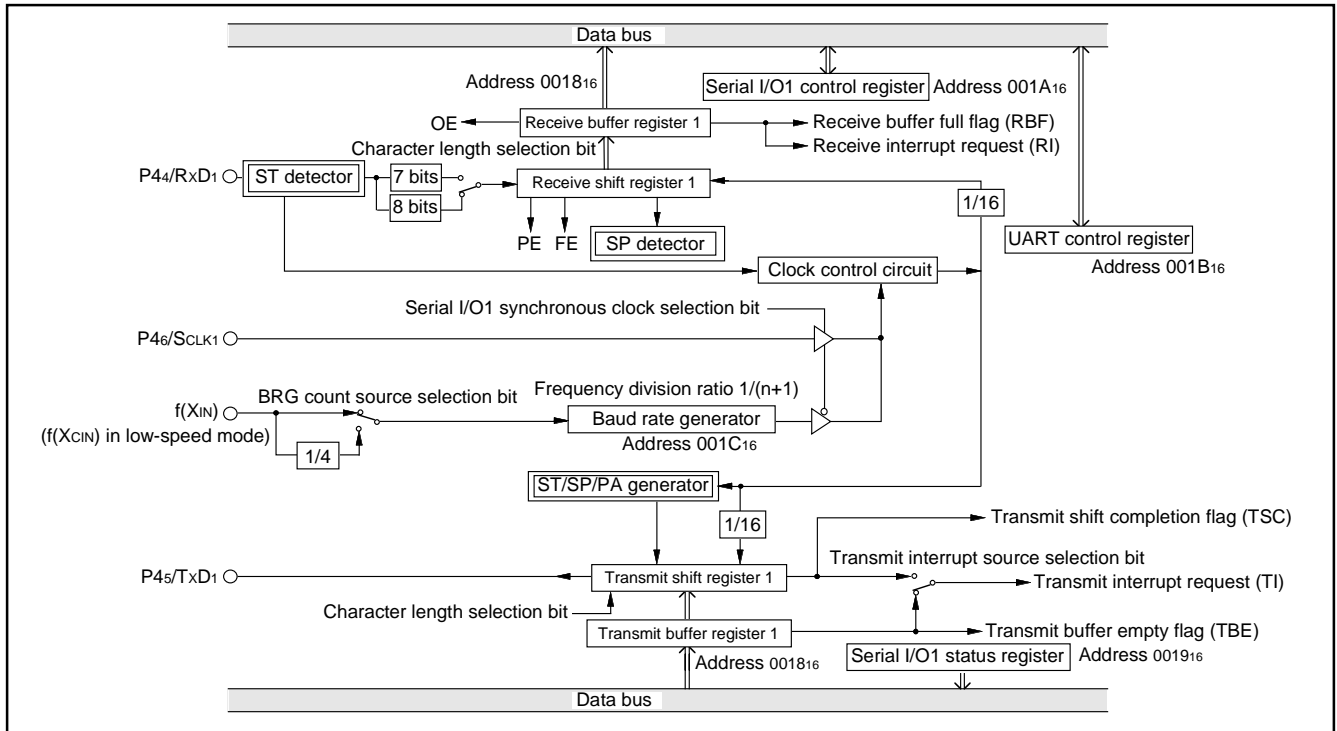 Data bus
Address 001816
Serial I/O1 control register Address 001A16
OE Receive buffer register 1 Receive buffer full flag (RBF)
Receive interrupt request (RI)
Character length selection bit
P44/RXD1 ST detector 7 bits Receive shift register 1
8 bits
1/16
PE FE SP detector
UART control register
Address 001B16
Clock control circuit
Serial I/O1 synchronous clock selection bit
P46/SCLK1
BRG count source selection bit Frequency division ratio 1/(n+1)
f(XIN) Baud rate generator
(f(XCIN) in low-speed mode) Address 001C16
1/4
ST/SP/PA generator
1/16
Transmit shift completion flag (TSC)
Transmit interrupt source selection bit
P45/TXD1 Transmit shift register 1 Transmit interrupt request (TI)
Character length selection bit
Transmit buffer register 1 Transmit buffer empty flag (TBE)
Address 001816 Serial I/O1 status register Address 001916
Data bus